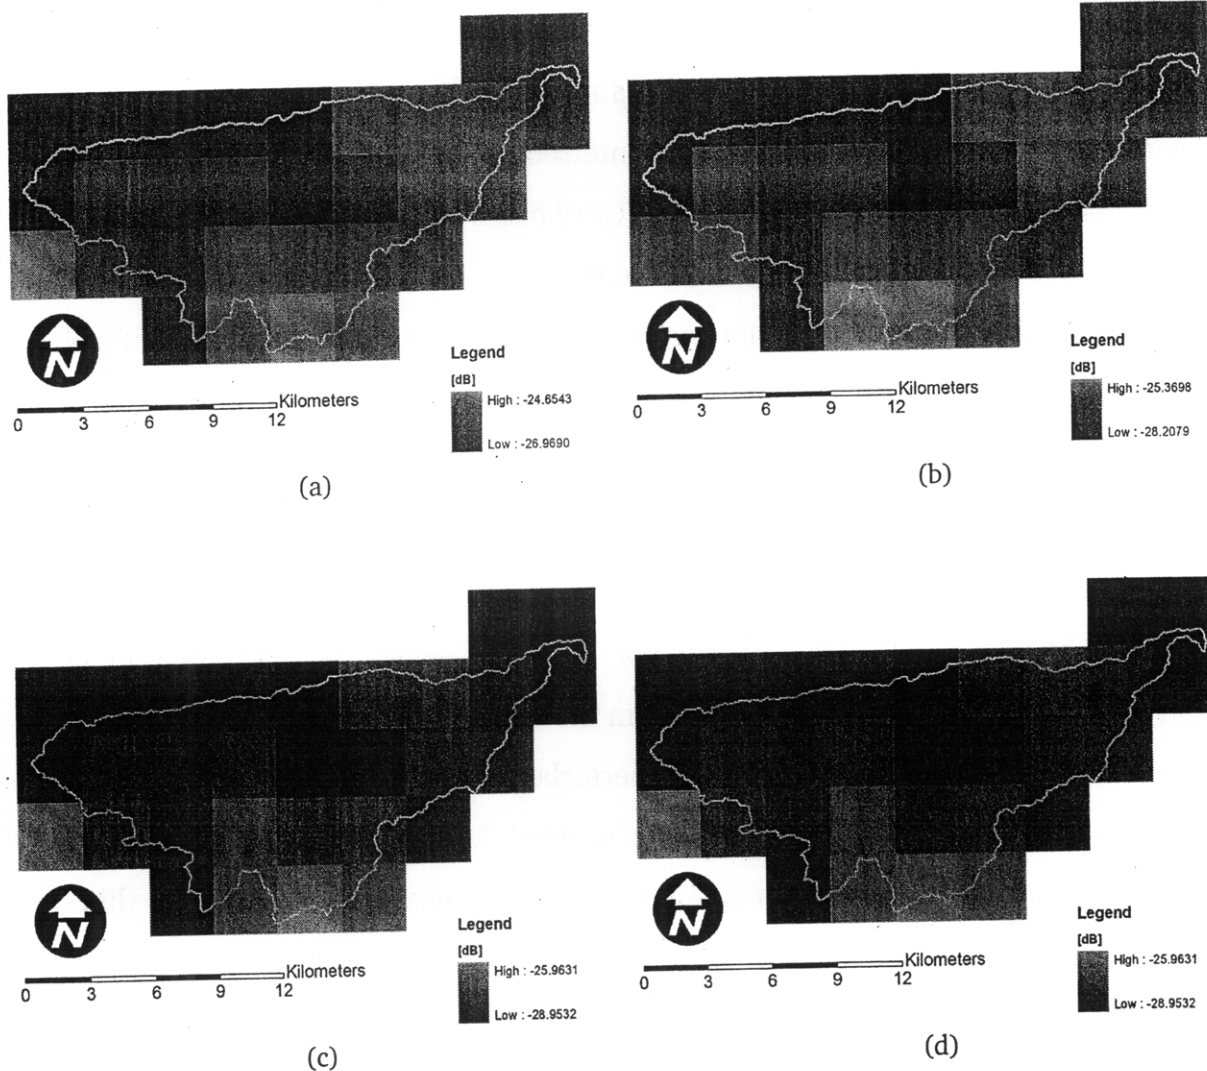 N
Kilometers
0 3 6 9 12
Legend
[dB]
High : -24.6543
Low : -26.9690
(a)
N
Kilometers
0 3 6 9 12
Legend
[dB]
High : -25.3698
Low : -28.2079
(b)
N
Kilometers
0 3 6 9 12
Legend
[dB]
High : -25.9631
Low : -28.9532
(c)
N
Kilometers
0 3 6 9 12
Legend
[dB]
High : -25.9631
Low : -28.9532
(d)